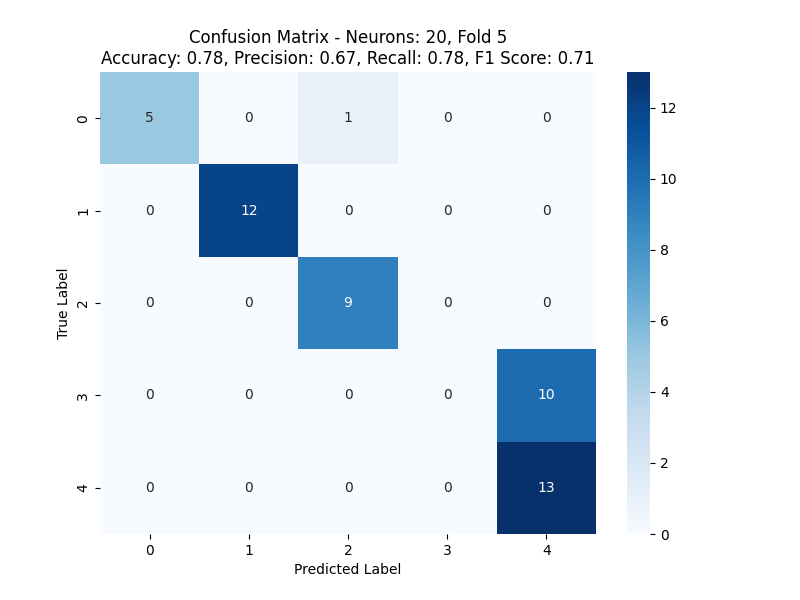 Confusion Matrix - Neurons: 20, Fold 5
Accuracy: 0.78, Precision: 0.67, Recall: 0.78, F1 Score: 0.71
0 5 0 1 0 0
1 0 12 0 0 0
2 0 0 9 0 0
3 0 0 0 0 10
4 0 0 0 0 13
0 1 2 3 4
True Label
Predicted Label
12
10
8
6
4
2
0